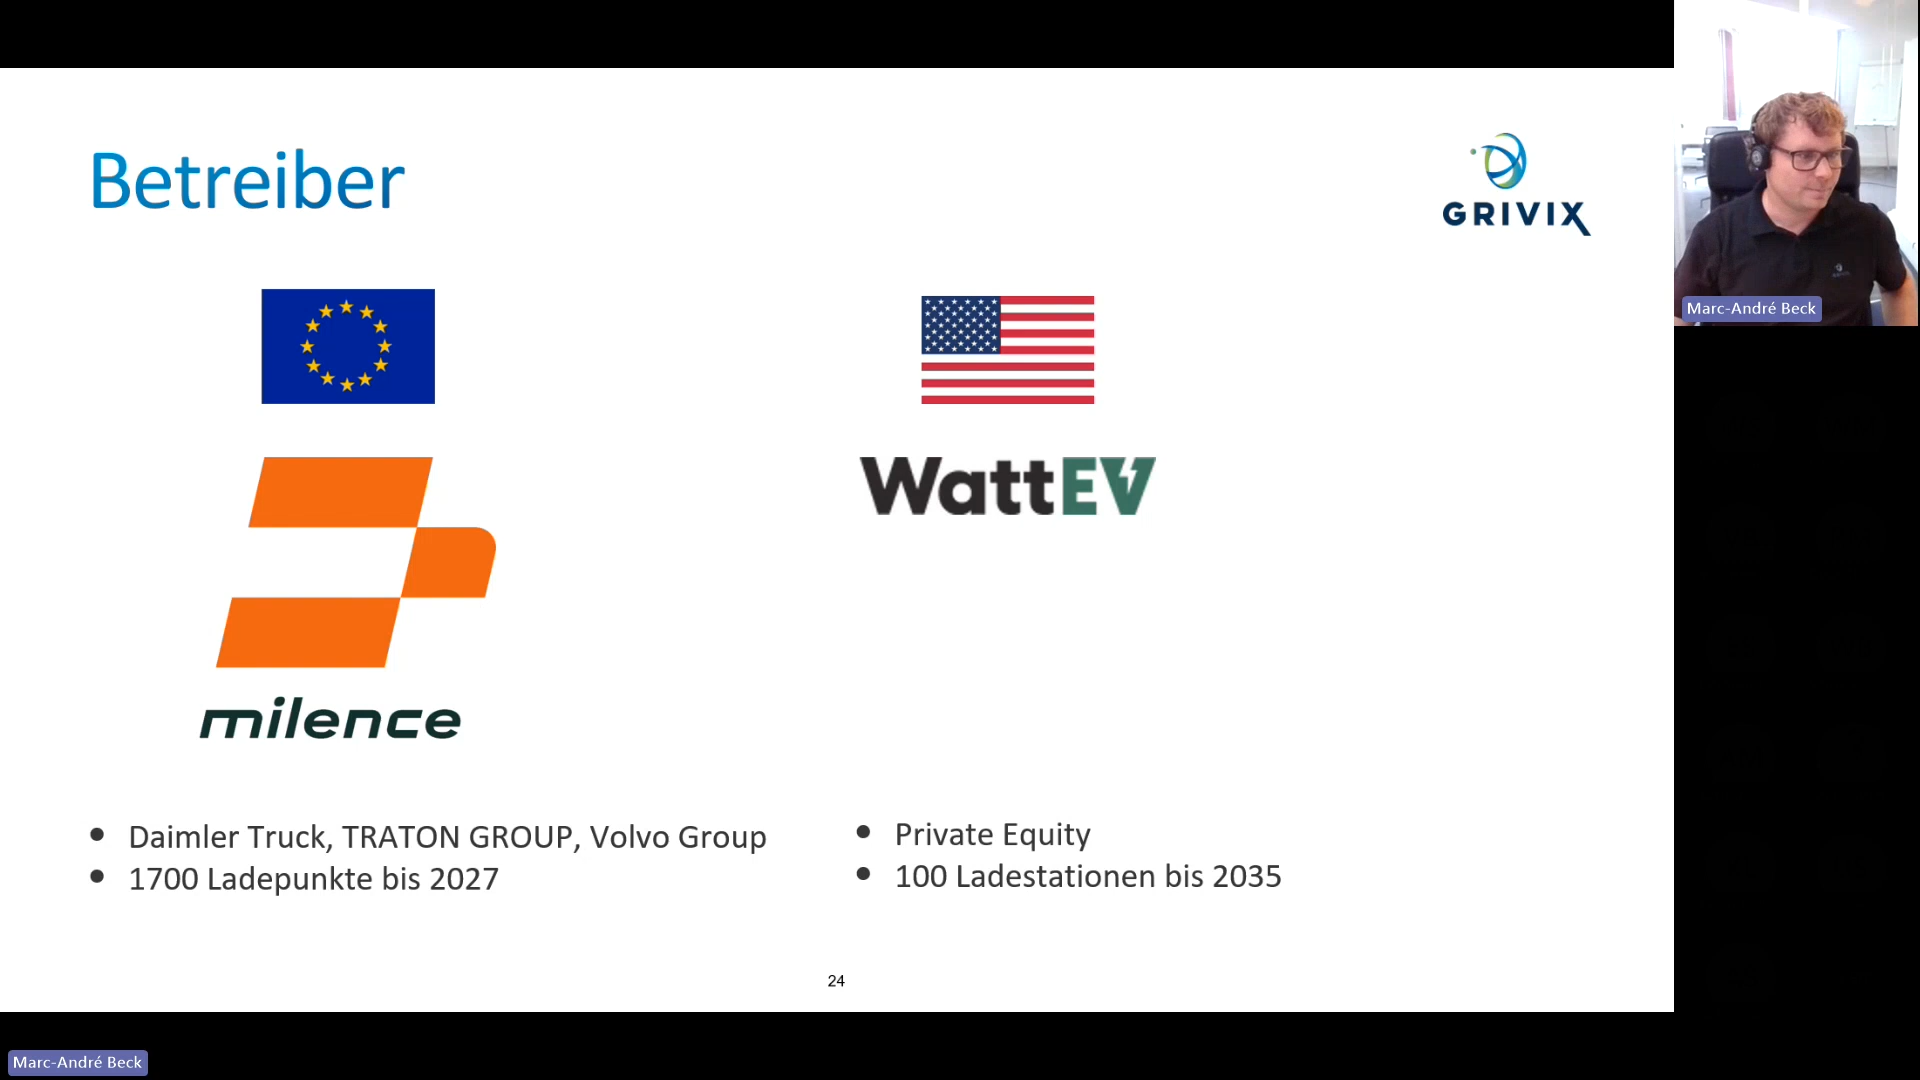 Betreiber
GRIVIX
Marc-André Beck
WattEV
milence
• Daimler Truck, TRATON GROUP, Volvo Group
• 1700 Ladepunkte bis 2027
• Private Equity
• 100 Ladestationen bis 2035
24
Marc-André Beck